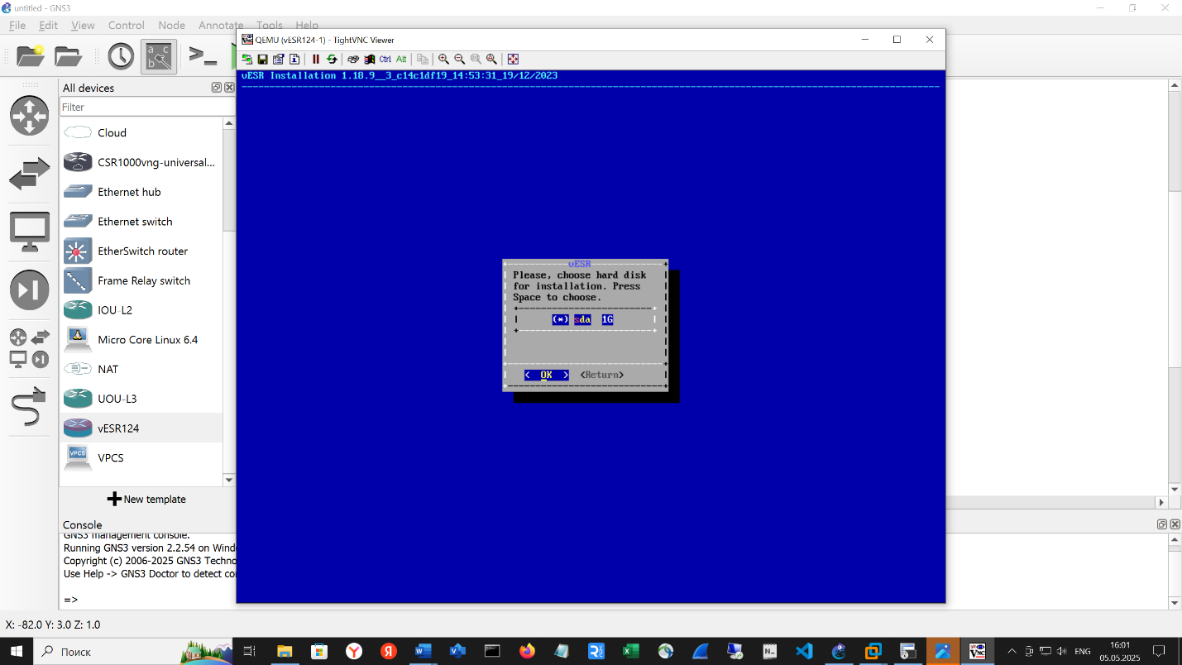 untitled - GNS3
File Edit View Control Node Annotate Tools Help
QEMU (vESR124-1) - TightVNC Viewer
Ctrl Alt
vESR Installation 1.18.9__3_c14c1df19_14:53:31_19/12/2023
All devices
Filter
Cloud
CSR1000vng-universal...
Ethernet hub
Ethernet switch
EtherSwitch router
Frame Relay switch
IOU-L2
Micro Core Linux 6.4
NAT
UOU-L3
vESR124
VPCS
New template
vESR
Please, choose hard disk
for installation. Press
Space to choose.
(*) sda 1G
< OK > <Return>
Console
GNS3 management console.
Running GNS3 version 2.2.54 on Wind
Copyright (c) 2006-2025 GNS3 Techno
Use Help -> GNS3 Doctor to detect co
=>
X: -82.0 Y: 3.0 Z: 1.0
Поиск
ENG
16:01
05.05.2025